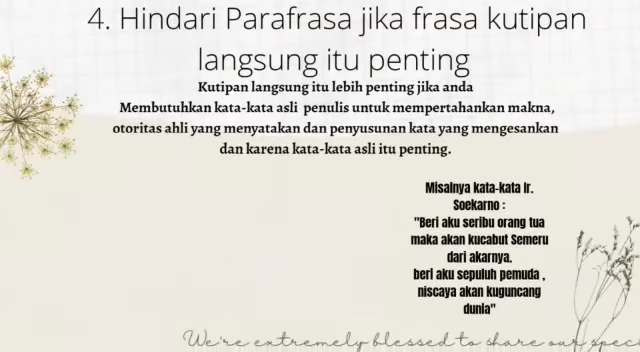 4. Hindari Parafrasa jika frasa kutipan
langsung itu penting
Kutipan langsung itu lebih penting jika anda
Membutuhkan kata-kata asli penulis untuk mempertahankan makna,
otoritas ahli yang menyatakan dan penyusunan kata yang mengesankan
dan karena kata-kata asli itu penting.
Misalnya kata-kata Ir.
Soekarno :
"Beri aku seribu orang tua
maka akan kucabut Semeru
dari akarnya.
beri aku sepuluh pemuda ,
niscaya akan kuguncang
dunia"
We're extremely blessed to share our